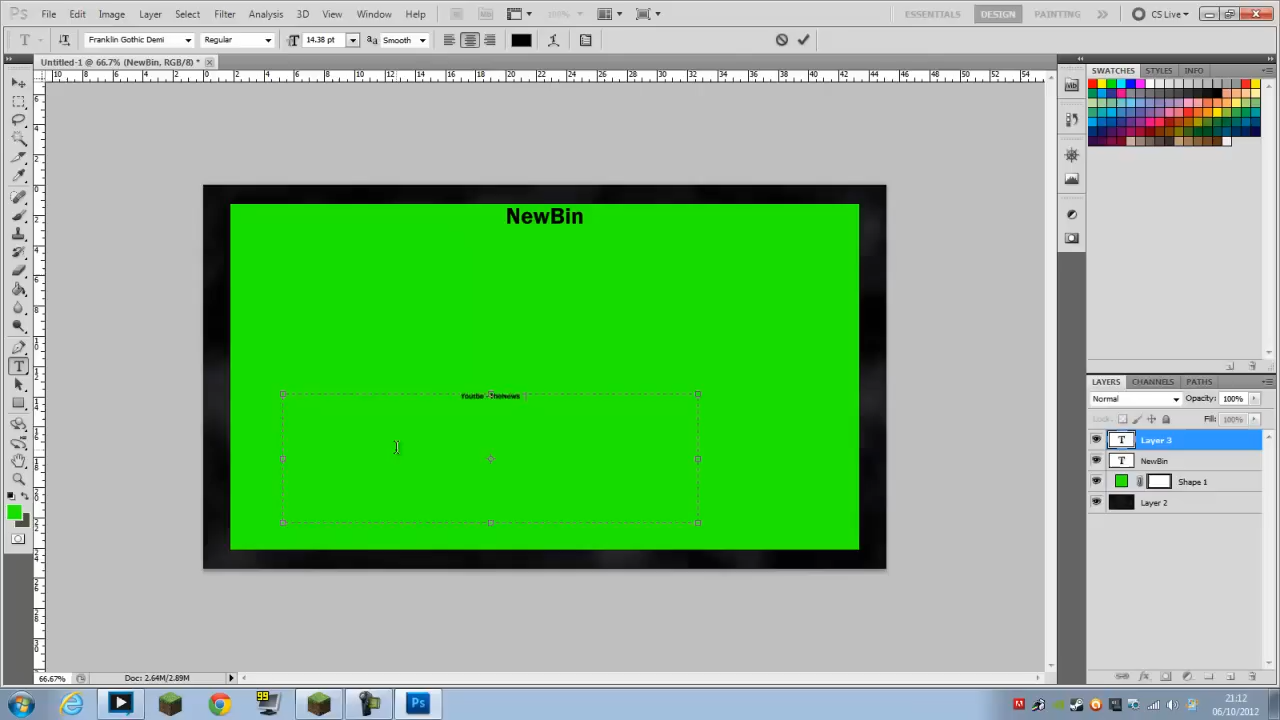 Ps File Edit Image Layer Select Filter Analysis 3D View Window Help ESSENTIALS DESIGN PAINTING CS Live
T Franklin Gothic Demi Regular 14.38 pt Smooth
Untitled-1 @ 66.7% (NewBin, RGB/8) *
SWATCHES STYLES INFO
NewBin
LAYERS CHANNELS PATHS
Normal Opacity: 100%
Lock: Fill: 100%
T Layer 3
T NewBin
Shape 1
Layer 2
66.67% Doc: 2.64M/2.89M
99 Ps
21:12
06/10/2012